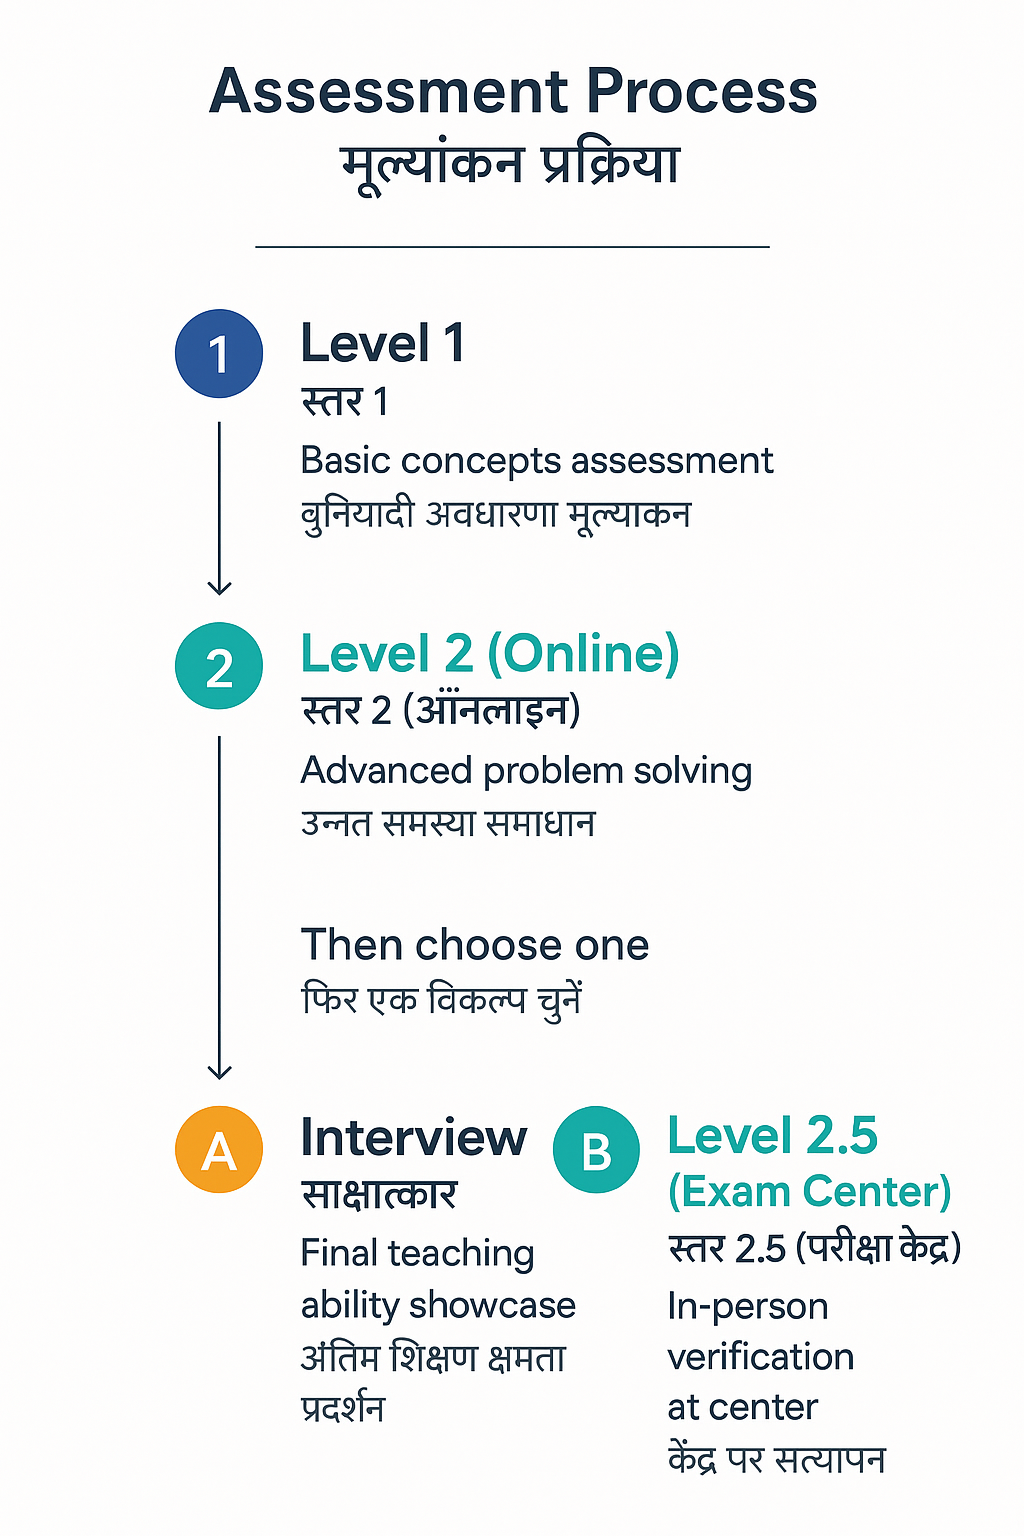 Assessment Process
मूल्यांकन प्रक्रिया
1
Level 1
स्तर 1
Basic concepts assessment
वुनियादी अवधारणा मूल्याकन
2
Level 2 (Online)
स्तर 2 (ऑनलाइन)
Advanced problem solving
उन्नत समस्या समाधान
Then choose one
फिर एक विकल्प चुनें
A
Interview
साक्षात्कार
Final teaching
ability showcase
अंतिम शिक्षण क्षमता
प्रदर्शन
B
Level 2.5
(Exam Center)
स्तर 2.5 (परीक्षा केद्र)
In-person
verification
at center
केंद्र पर सत्यापन